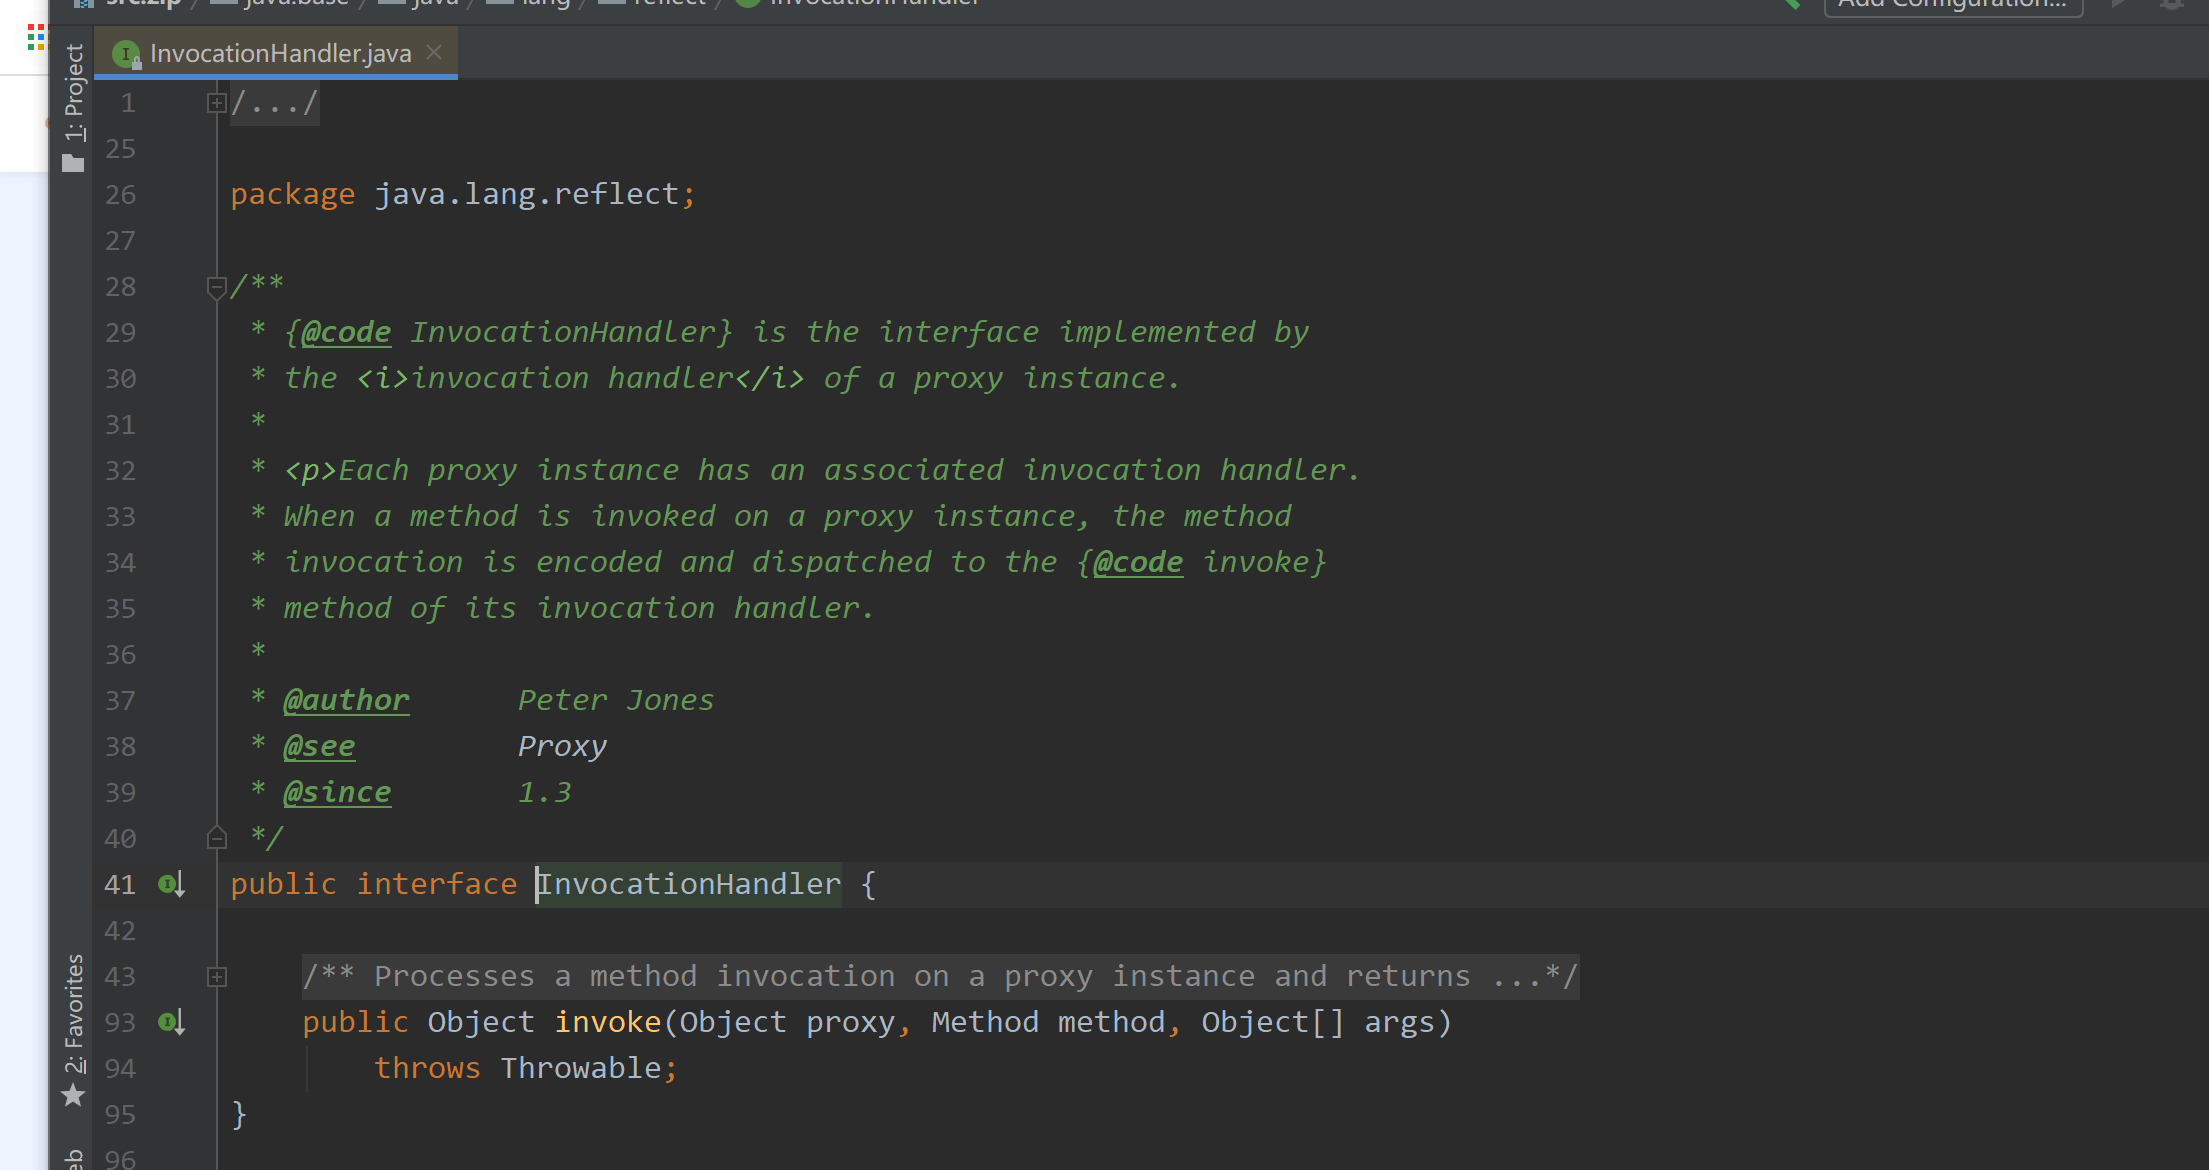 src.zip / java.base / java / lang / reflect / InvocationHandler
Add Configuration...
InvocationHandler.java
1: Project
2: Favorites
1 /.../
25
26 package java.lang.reflect;
27
28 /**
29  * {@code InvocationHandler} is the interface implemented by
30  * the <i>invocation handler</i> of a proxy instance.
31  *
32  * <p>Each proxy instance has an associated invocation handler.
33  * When a method is invoked on a proxy instance, the method
34  * invocation is encoded and dispatched to the {@code invoke}
35  * method of its invocation handler.
36  *
37  * @author      Peter Jones
38  * @see         Proxy
39  * @since       1.3
40  */
41 public interface InvocationHandler {
42
43     /** Processes a method invocation on a proxy instance and returns ...*/
93     public Object invoke(Object proxy, Method method, Object[] args)
94         throws Throwable;
95 }
96